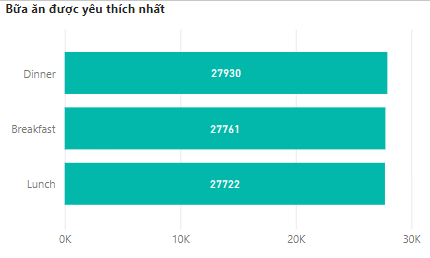 Bữa ăn được yêu thích nhất
Dinner 27930
Breakfast 27761
Lunch 27722
0K 10K 20K 30K